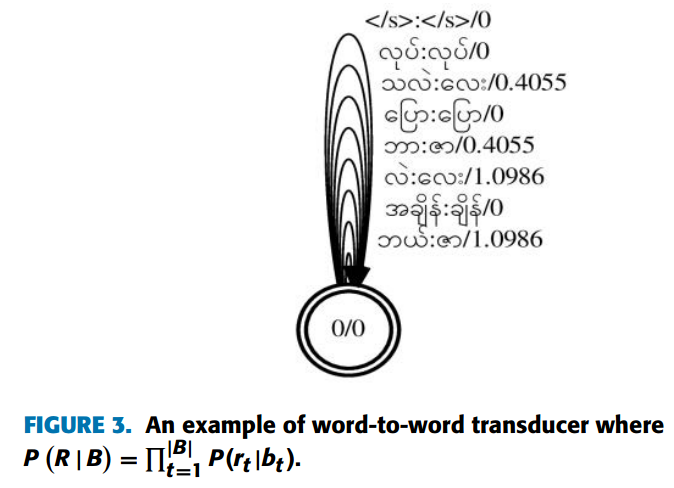 </s>:</s>/0
လုပ်:လုပ်/0
သလဲ:လေး/0.4055
ပြော:ပြော/0
ဘာ:ဇာ/0.4055
လဲ:လေး/1.0986
အချိန်:ချိန်/0
ဘယ်:ဇာ/1.0986
0/0
FIGURE 3. An example of word-to-word transducer where
P (R | B) = ∏_{t=1}^{|B|} P(r_t|b_t).